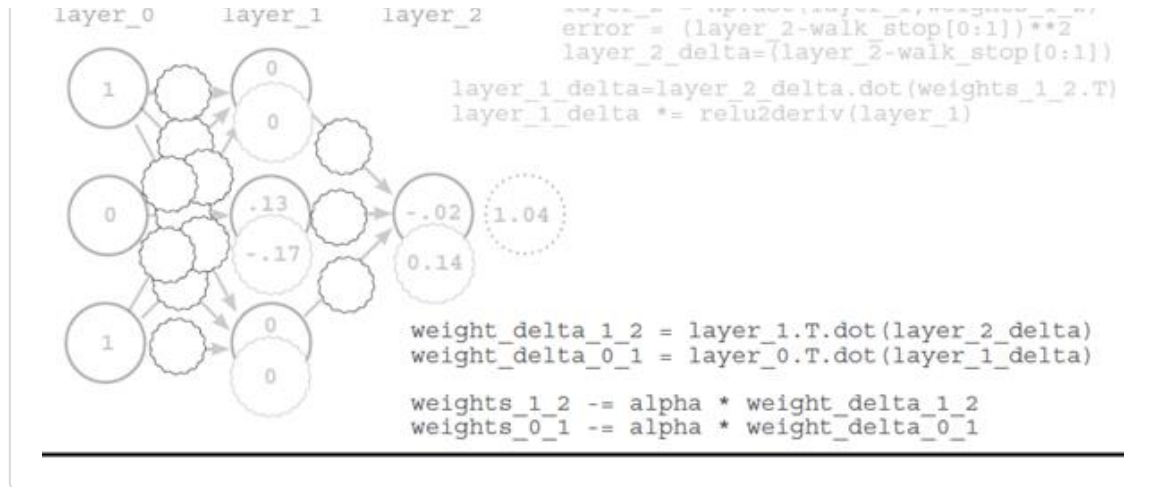 layer_0 layer_1 layer_2
error = (layer_2-walk_stop[0:1])**2
layer_2_delta=(layer_2-walk_stop[0:1])
layer_1_delta=layer_2_delta.dot(weights_1_2.T)
layer_1_delta *= relu2deriv(layer_1)
1
0
0
0
.13
-.17
-.02
1.04
0.14
1
0
0
weight_delta_1_2 = layer_1.T.dot(layer_2_delta)
weight_delta_0_1 = layer_0.T.dot(layer_1_delta)
weights_1_2 -= alpha * weight_delta_1_2
weights_0_1 -= alpha * weight_delta_0_1